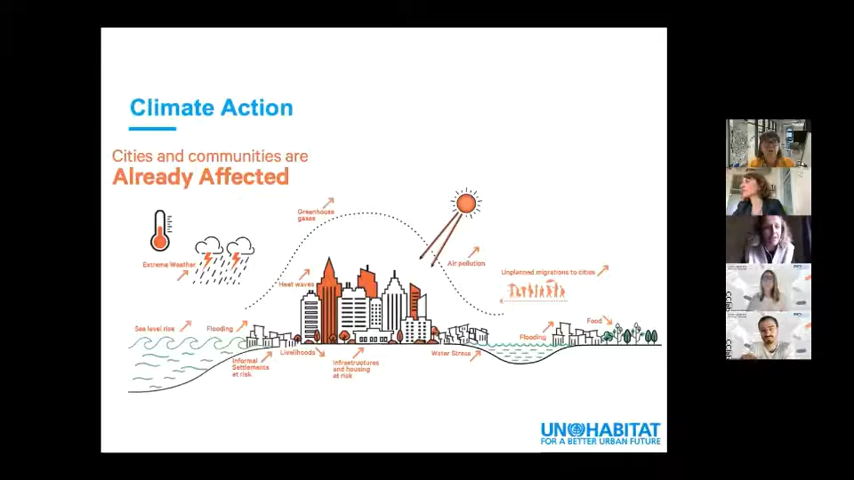 Climate Action
Cities and communities are
Already Affected
Greenhouse
gases
Extreme Weather
Air pollution
Heat waves
Unplanned migrations to cities
Sea level rise
Flooding
Informal
Settlements
at risk
Livelihoods
Infrastructures
and housing
at risk
Water Stress
Flooding
Food
UN HABITAT
FOR A BETTER URBAN FUTURE